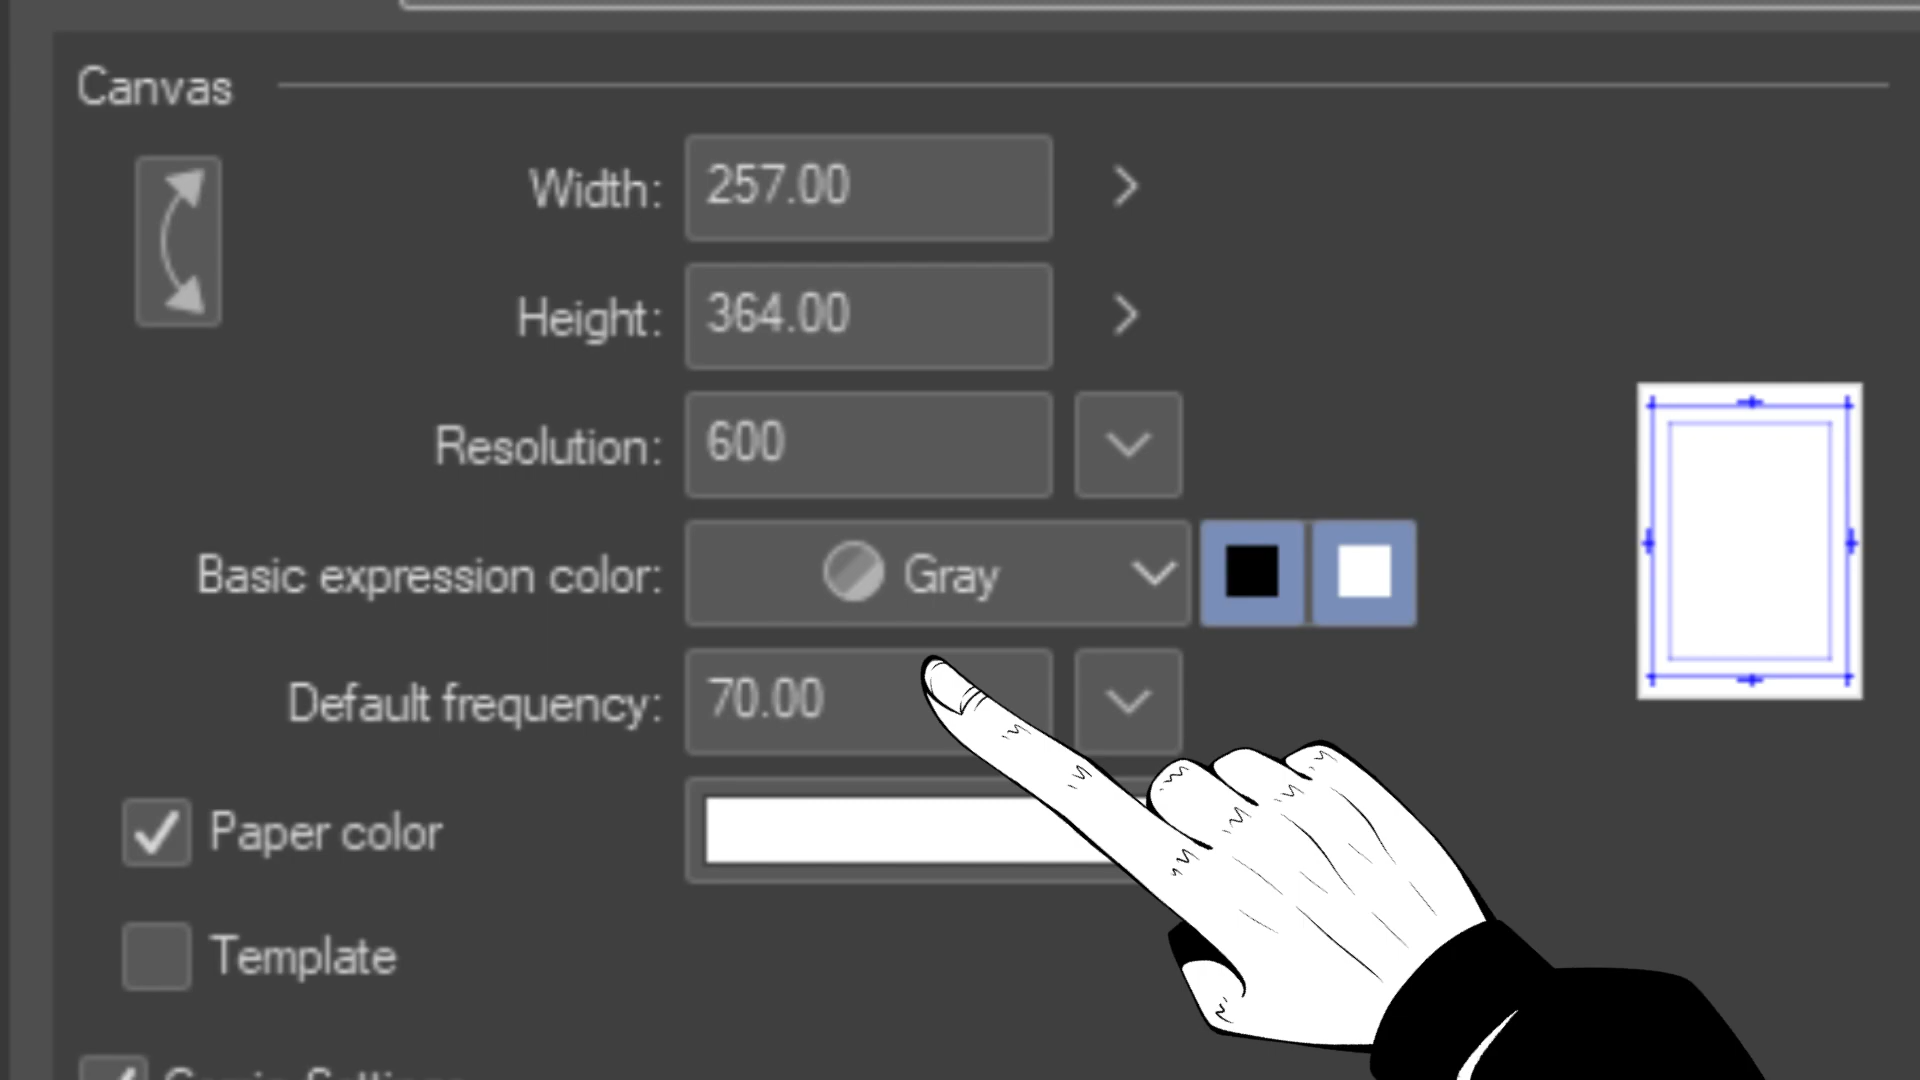 Canvas
Width: 257.00
Height: 364.00
Resolution: 600
Basic expression color: Gray
Default frequency: 70.00
Paper color
Template